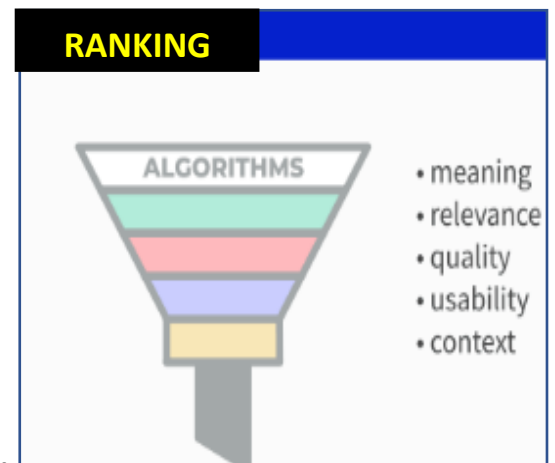 RANKING
ALGORITHMS
• meaning
• relevance
• quality
• usability
• context